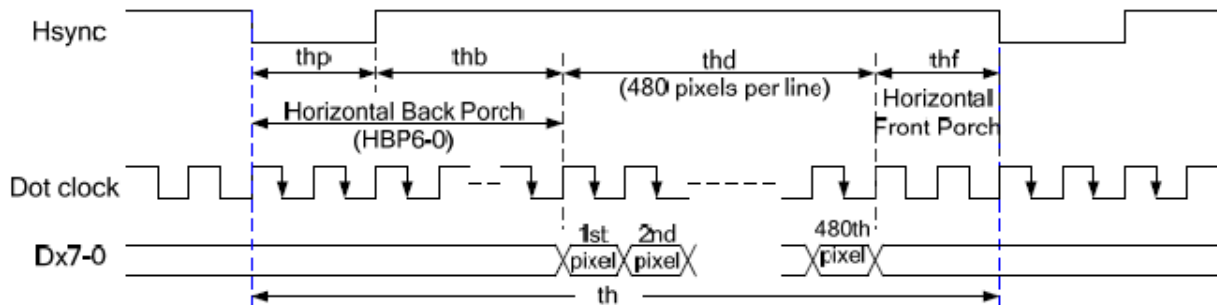 Hsync
thp
thb
thd
thf
(480 pixels per line)
Horizontal Back Porch
(HBP6-0)
Horizontal
Front Porch
Dot clock
Dx7-0
1st
pixel
2nd
pixel
480th
pixel
th